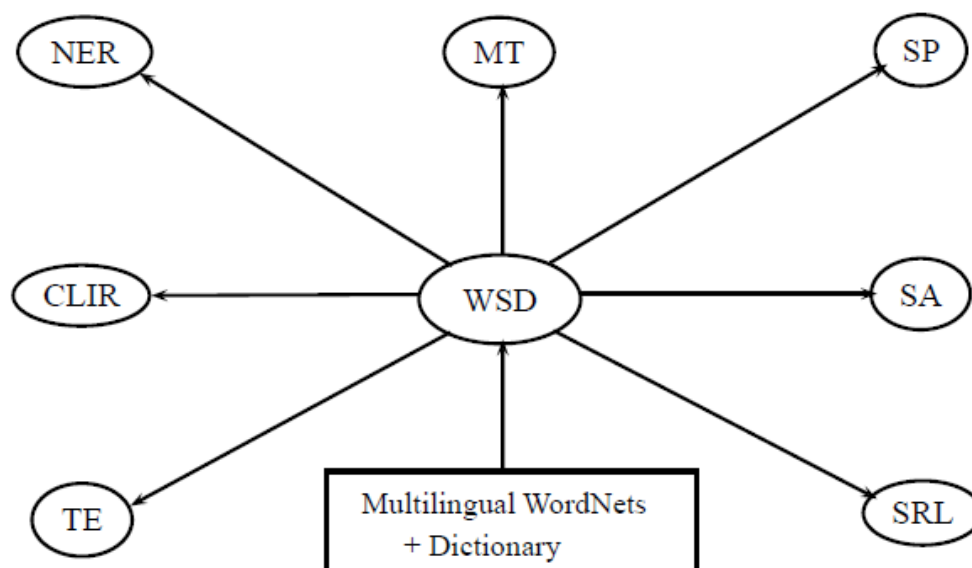 NER
MT
SP
CLIR
WSD
SA
TE
Multilingual WordNets
+ Dictionary
SRL